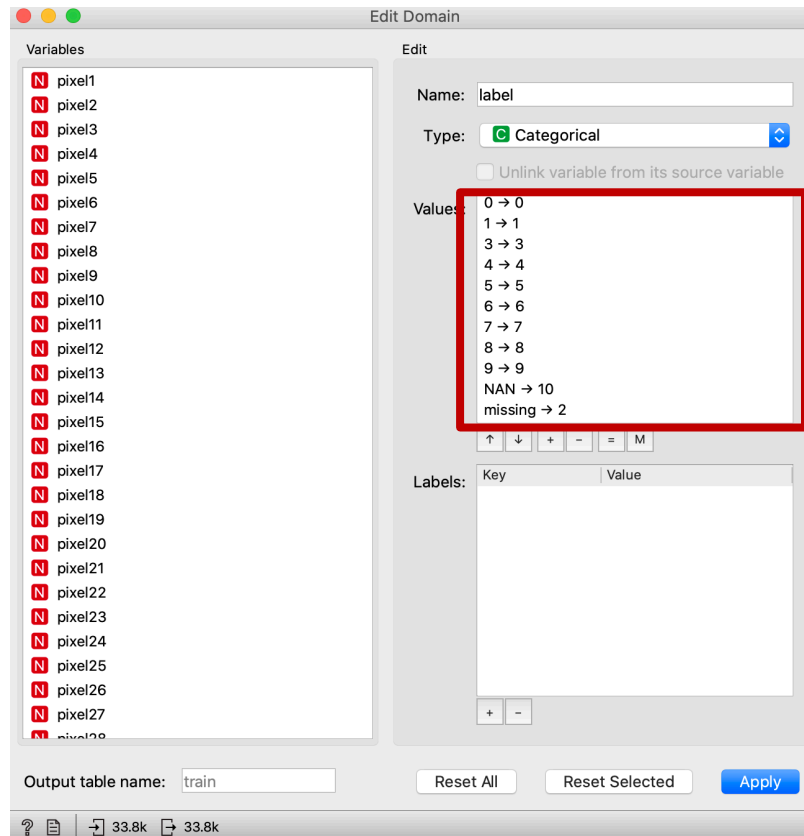 Edit Domain
Variables
N pixel1
N pixel2
N pixel3
N pixel4
N pixel5
N pixel6
N pixel7
N pixel8
N pixel9
N pixel10
N pixel11
N pixel12
N pixel13
N pixel14
N pixel15
N pixel16
N pixel17
N pixel18
N pixel19
N pixel20
N pixel21
N pixel22
N pixel23
N pixel24
N pixel25
N pixel26
N pixel27
N pixel28
Edit
Name: label
Type: C Categorical
Unlink variable from its source variable
Values:
0 → 0
1 → 1
3 → 3
4 → 4
5 → 5
6 → 6
7 → 7
8 → 8
9 → 9
NAN → 10
missing → 2
↑ ↓ + - = M
Labels:
Key Value
+ -
Output table name: train
Reset All Reset Selected Apply
? 33.8k 33.8k